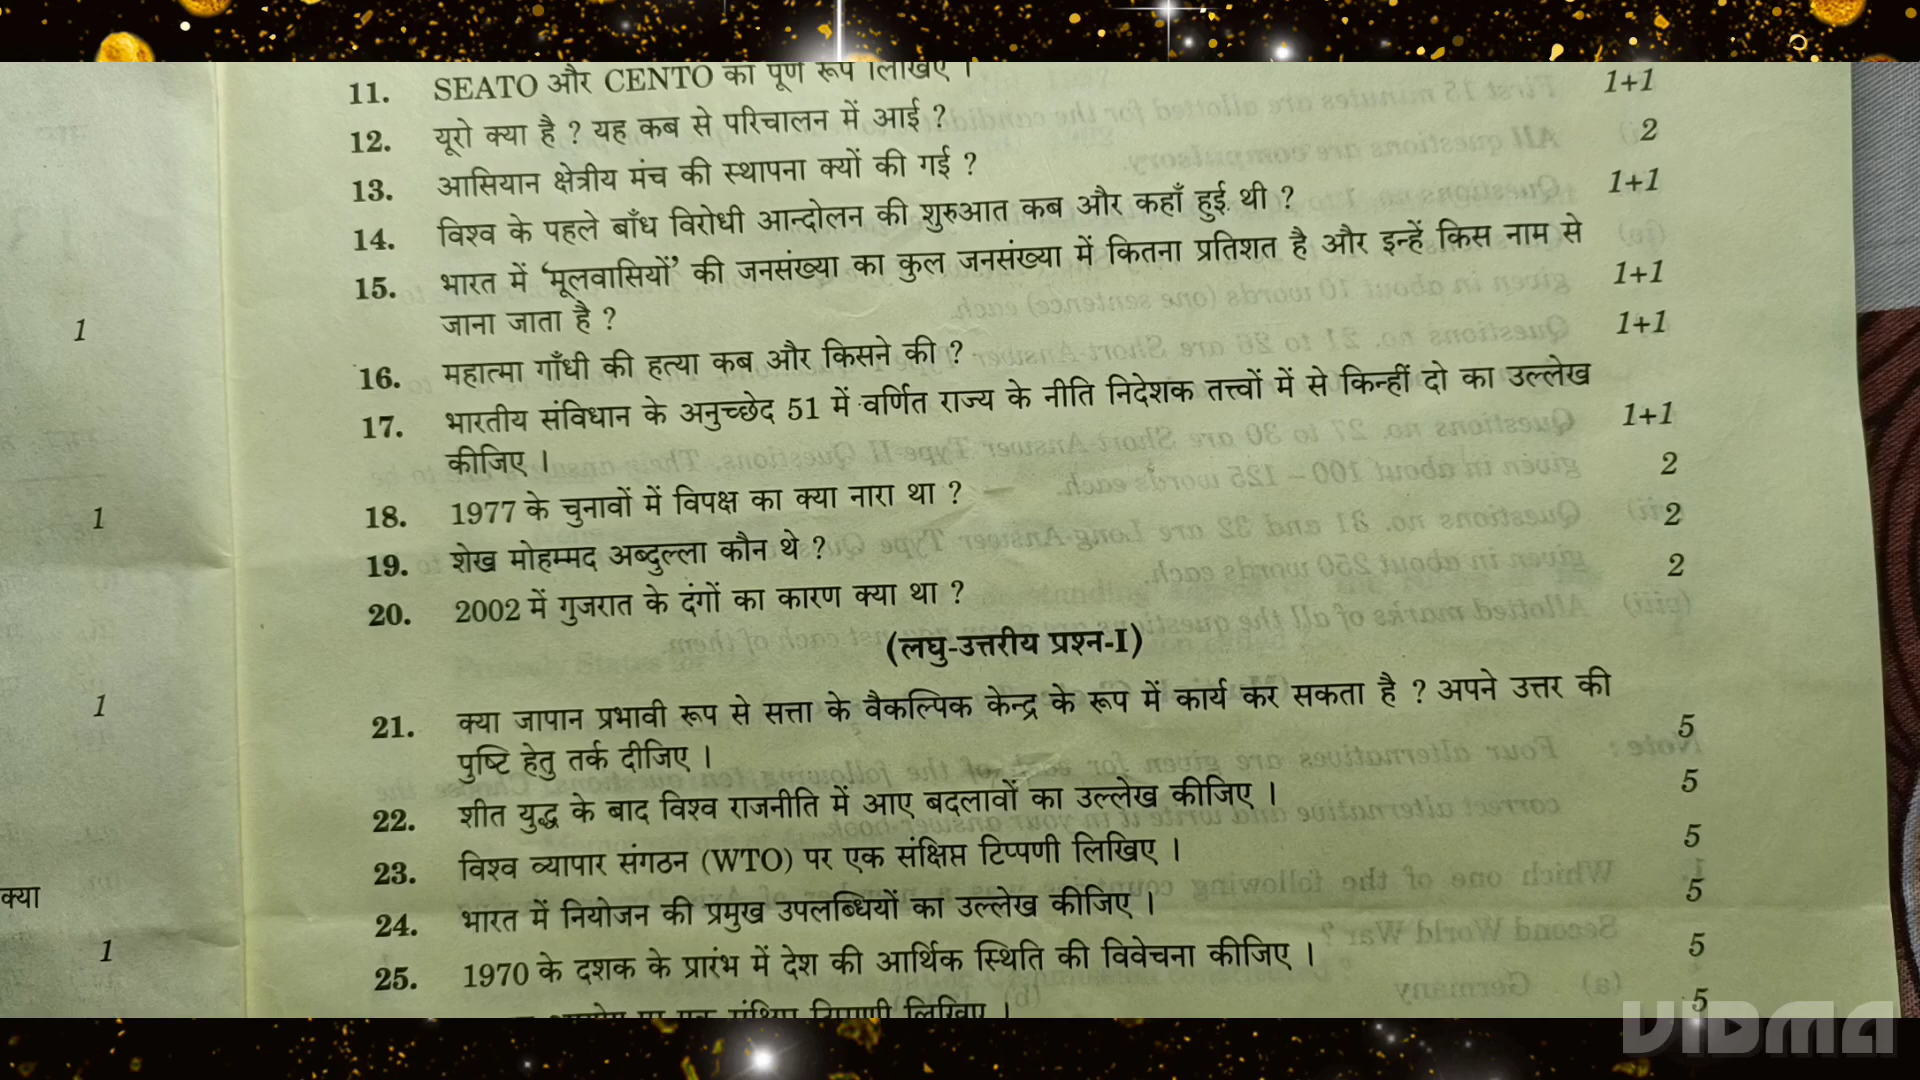 11. SEATO और CENTO का पूर्ण रूप लिखिए । 1+1
12. यूरो क्या है ? यह कब से परिचालन में आई ? 2
13. आसियान क्षेत्रीय मंच की स्थापना क्यों की गई ? 1+1
14. विश्व के पहले बाँध विरोधी आन्दोलन की शुरुआत कब और कहाँ हुई थी ?
15. भारत में ‘मूलवासियों’ की जनसंख्या का कुल जनसंख्या में कितना प्रतिशत है और इन्हें किस नाम से 1+1
जाना जाता है ? 1+1
16. महात्मा गाँधी की हत्या कब और किसने की ?
17. भारतीय संविधान के अनुच्छेद 51 में वर्णित राज्य के नीति निदेशक तत्त्वों में से किन्हीं दो का उल्लेख 1+1
कीजिए । 2
18. 1977 के चुनावों में विपक्ष का क्या नारा था ? 2
19. शेख मोहम्मद अब्दुल्ला कौन थे ? 2
20. 2002 में गुजरात के दंगों का कारण क्या था ?
(लघु-उत्तरीय प्रश्न-I)
21. क्या जापान प्रभावी रूप से सत्ता के वैकल्पिक केन्द्र के रूप में कार्य कर सकता है ? अपने उत्तर की 5
पुष्टि हेतु तर्क दीजिए । 5
22. शीत युद्ध के बाद विश्व राजनीति में आए बदलावों का उल्लेख कीजिए । 5
23. विश्व व्यापार संगठन (WTO) पर एक संक्षिप्त टिप्पणी लिखिए । 5
24. भारत में नियोजन की प्रमुख उपलब्धियों का उल्लेख कीजिए । 5
25. 1970 के दशक के प्रारंभ में देश की आर्थिक स्थिति की विवेचना कीजिए । 5
पर एक संक्षिप्त टिप्पणी लिखिए ।
1
1
1
क्या
1
VIDMA